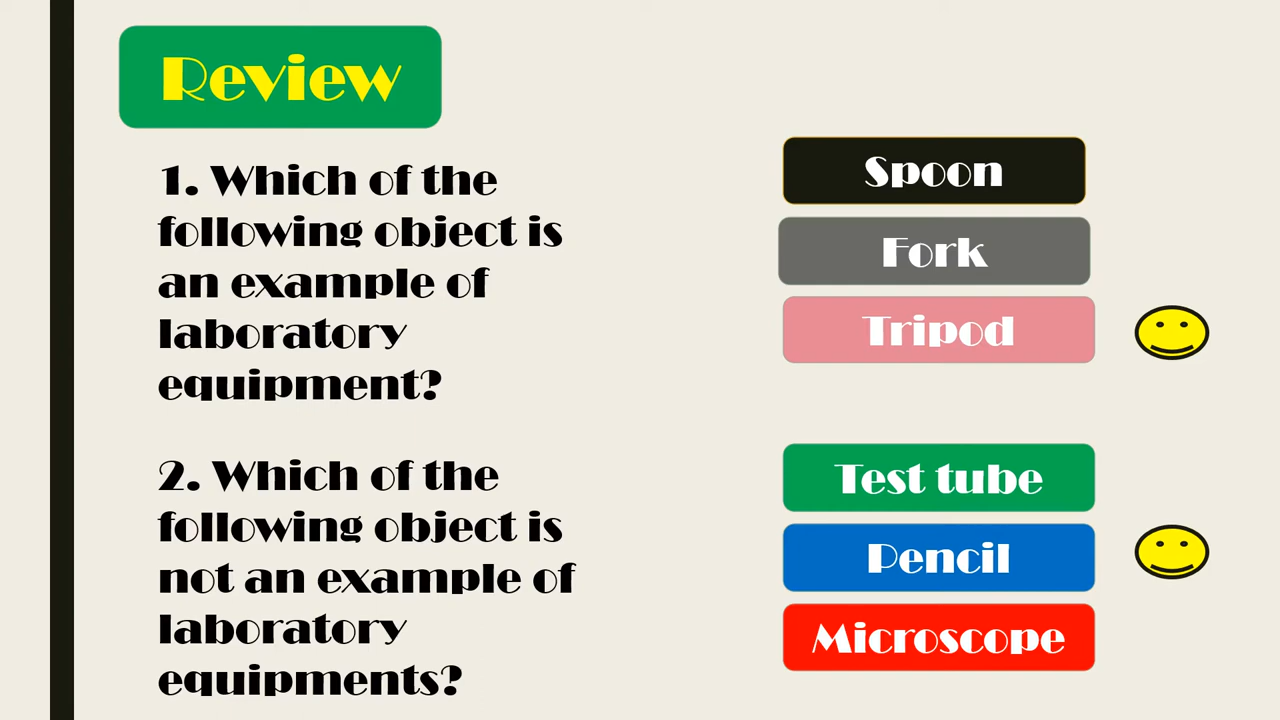 Review
1. Which of the
following object is
an example of
laboratory
equipment?
Spoon
Fork
Tripod
2. Which of the
following object is
not an example of
laboratory
equipments?
Test tube
Pencil
Microscope